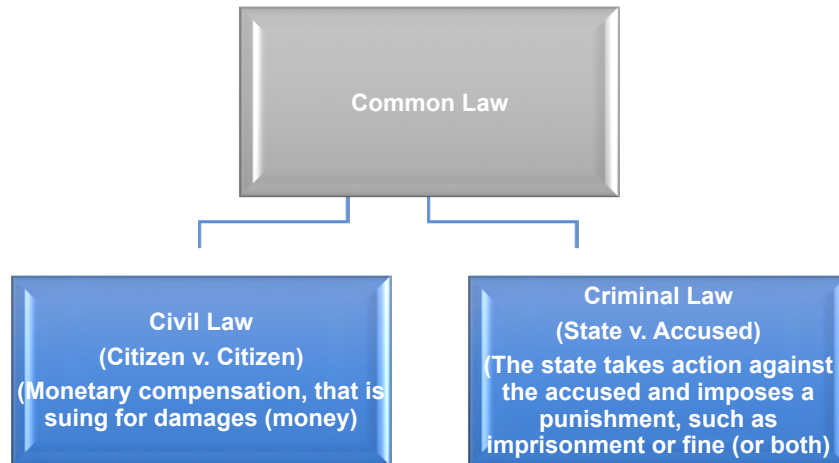 Common Law
Civil Law
(Citizen v. Citizen)
(Monetary compensation, that is
suing for damages (money)
Criminal Law
(State v. Accused)
(The state takes action against
the accused and imposes a
punishment, such as
imprisonment or fine (or both)